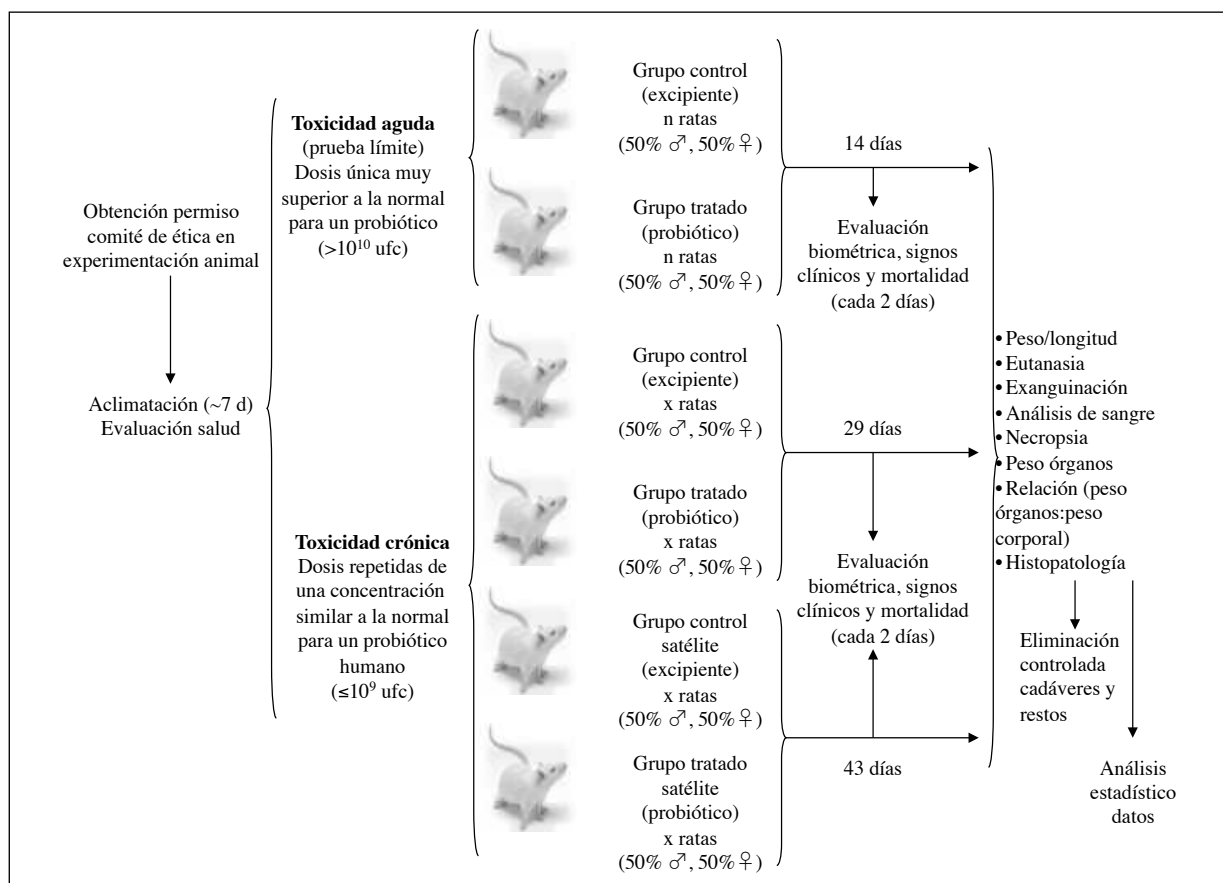 Obtención permiso
comité de ética en
experimentación animal
Aclimatación (~7 d)
Evaluación salud
Toxicidad aguda
(prueba límite)
Dosis única muy
superior a la normal
para un probiótico
(>10¹⁰ ufc)
Grupo control
(excipiente)
n ratas
(50% ♂, 50% ♀)
Grupo tratado
(probiótico)
n ratas
(50% ♂, 50% ♀)
14 días
Evaluación
biométrica, signos
clínicos y mortalidad
(cada 2 días)
Toxicidad crónica
Dosis repetidas de
una concentración
similar a la normal
para un probiótico
humano
(≤10⁹ ufc)
Grupo control
(excipiente)
x ratas
(50% ♂, 50% ♀)
Grupo tratado
(probiótico)
x ratas
(50% ♂, 50% ♀)
29 días
Evaluación
biométrica, signos
clínicos y mortalidad
(cada 2 días)
Grupo control
satélite
(excipiente)
x ratas
(50% ♂, 50% ♀)
Grupo tratado
satélite
(probiótico)
x ratas
(50% ♂, 50% ♀)
43 días
• Peso/longitud
• Eutanasia
• Exanguinación
• Análisis de sangre
• Necropsia
• Peso órganos
• Relación (peso
órganos:peso
corporal)
• Histopatología
Eliminación
controlada
cadáveres y
restos
Análisis
estadístico
datos